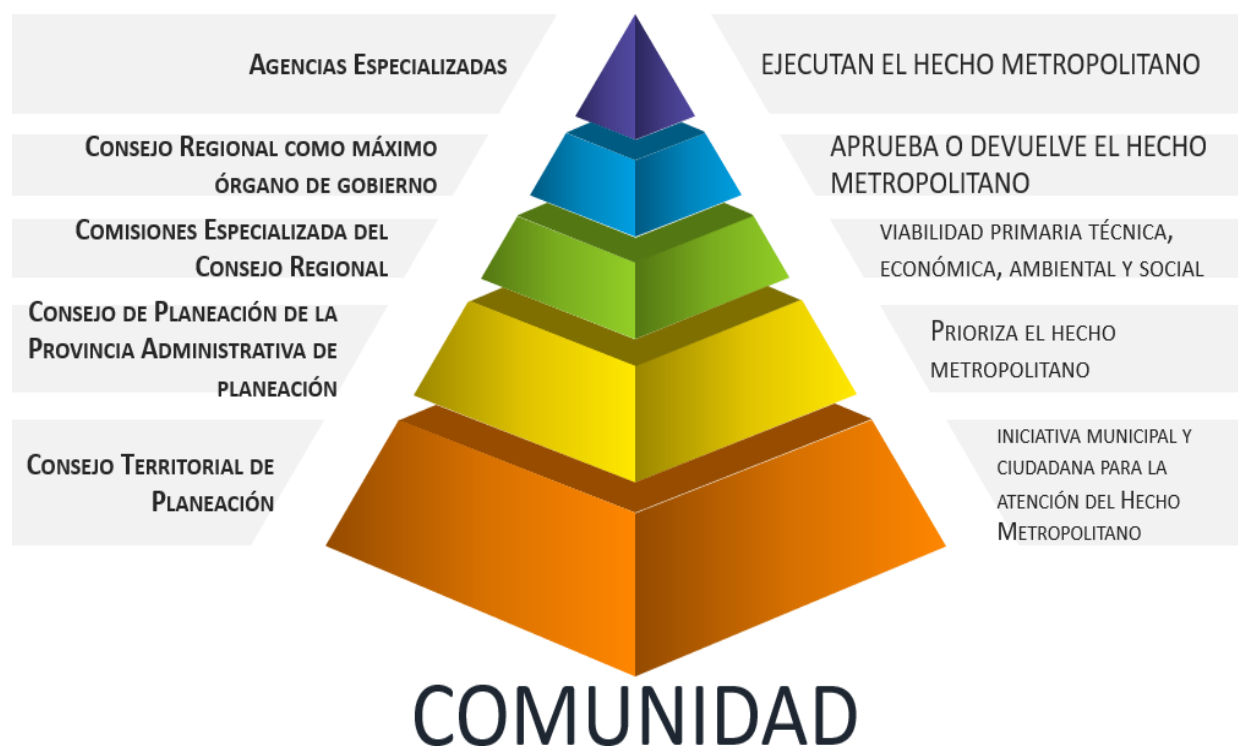 Agencias Especializadas
EJECUTAN EL HECHO METROPOLITANO
Consejo Regional como máximo
órgano de gobierno
APRUEBA O DEVUELVE EL HECHO
METROPOLITANO
Comisiones Especializada del
Consejo Regional
viabilidad primaria técnica,
económica, ambiental y social
Consejo de Planeación de la
Provincia Administrativa de
planeación
Prioriza el hecho
metropolitano
Consejo Territorial de
Planeación
iniciativa municipal y
ciudadana para la
atención del Hecho
Metropolitano
COMUNIDAD